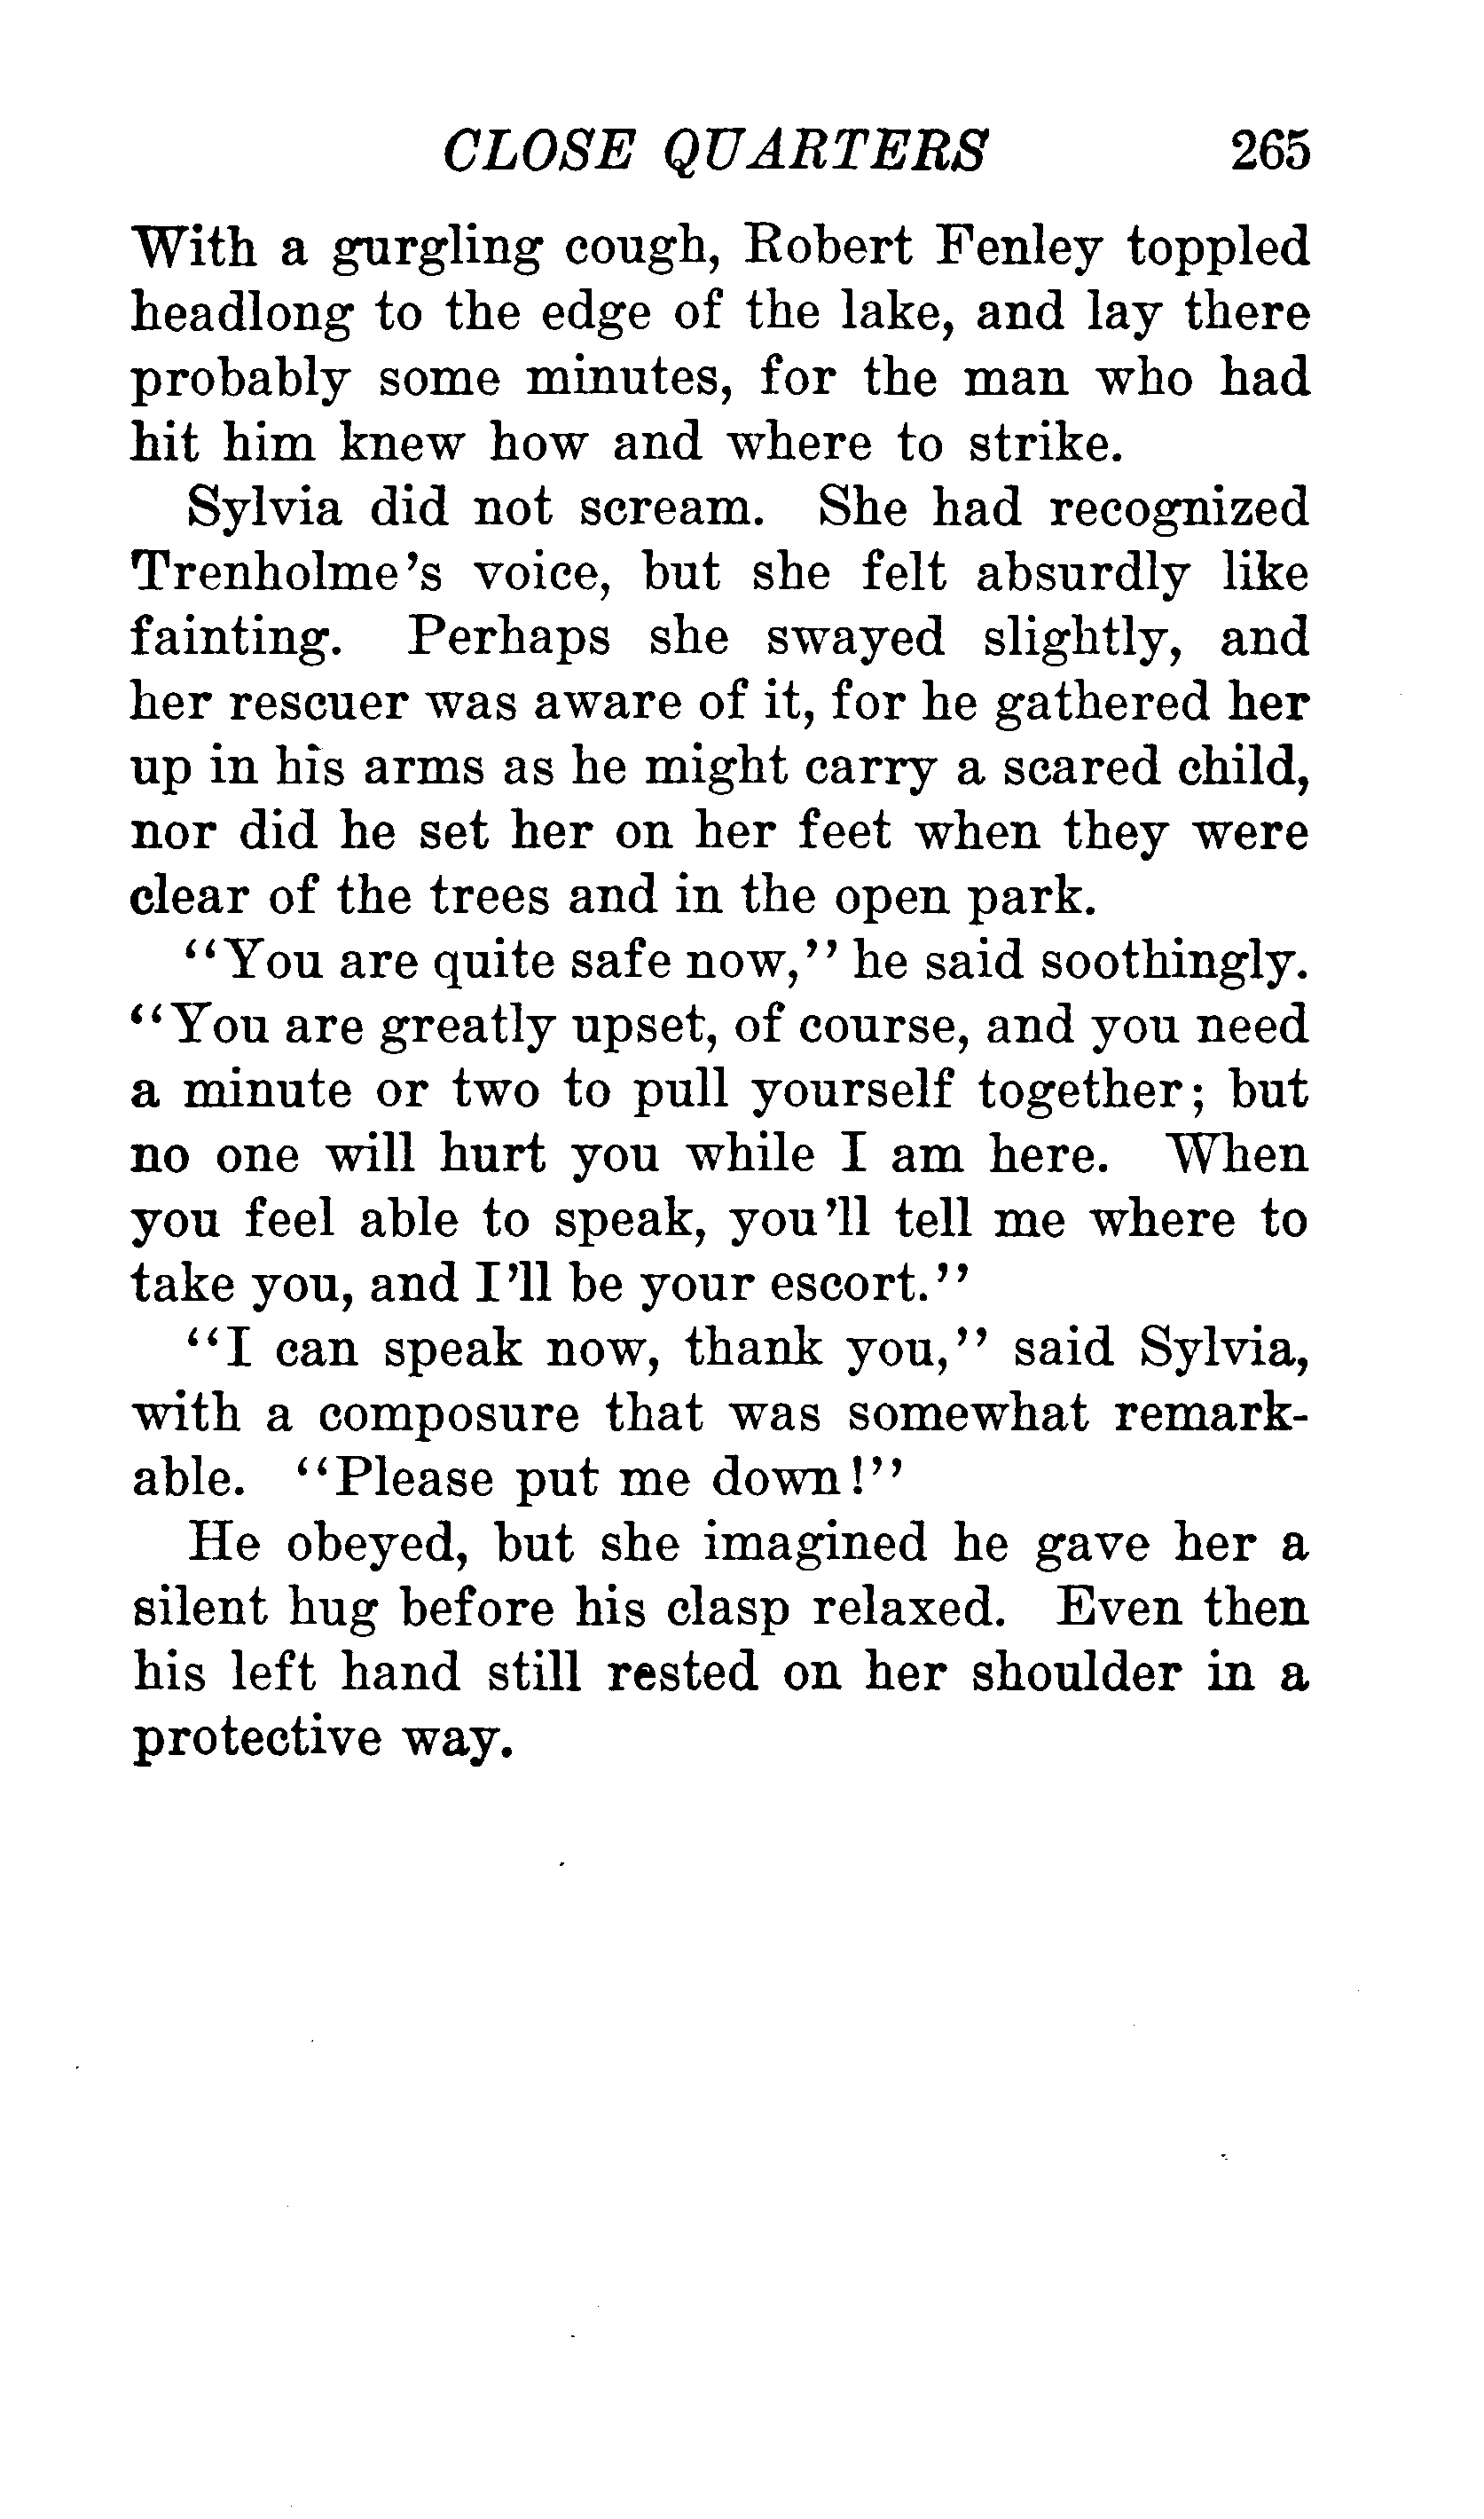 CLOSE QUARTERS 265
With a gurgling cough, Robert Fenley toppled
headlong to the edge of the lake, and lay there
probably some minutes, for the man who had
hit him knew how and where to strike.
Sylvia did not scream. She had recognized
Trenholme's voice, but she felt absurdly like
fainting. Perhaps she swayed slightly, and
her rescuer was aware of it, for he gathered her
up in his arms as he might carry a scared child,
nor did he set her on her feet when they were
clear of the trees and in the open park.
"You are quite safe now," he said soothingly.
"You are greatly upset, of course, and you need
a minute or two to pull yourself together; but
no one will hurt you while I am here. When
you feel able to speak, you'll tell me where to
take you, and I'll be your escort."
"I can speak now, thank you," said Sylvia,
with a composure that was somewhat remark-
able. "Please put me down!"
He obeyed, but she imagined he gave her a
silent hug before his clasp relaxed. Even then
his left hand still rested on her shoulder in a
protective way.